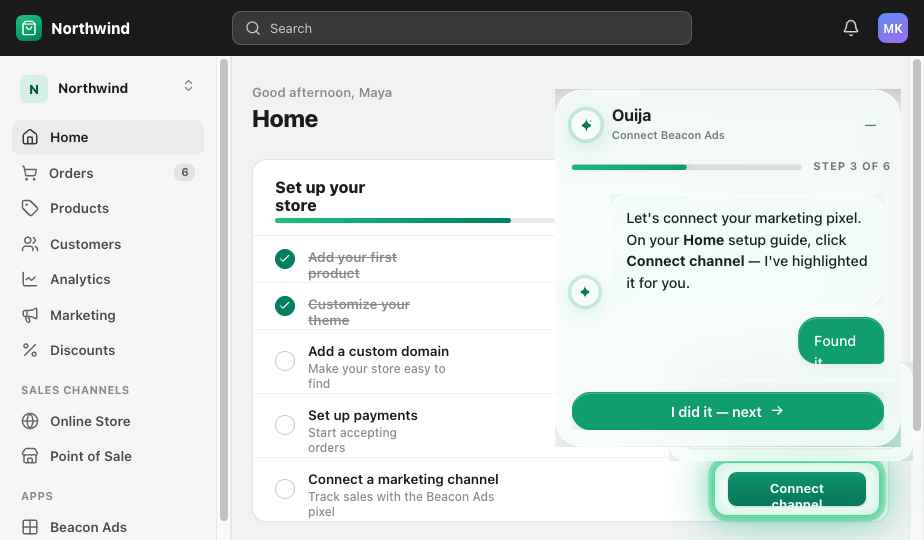 Northwind
Search
MK
N
Northwind
Home
Orders
6
Products
Customers
Analytics
Marketing
Discounts
SALES CHANNELS
Online Store
Point of Sale
APPS
Beacon Ads
Good afternoon, Maya
Home
Set up your
store
Add your first
product
Customize your
theme
Add a custom domain
Make your store easy to
find
Set up payments
Start accepting
orders
Connect a marketing channel
Track sales with the Beacon Ads
pixel
Connect
channel
Ouija
Connect Beacon Ads
STEP 3 OF 6
Let's connect your marketing pixel.
On your Home setup guide, click
Connect channel — I've highlighted
it for you.
Found
it
I did it — next →